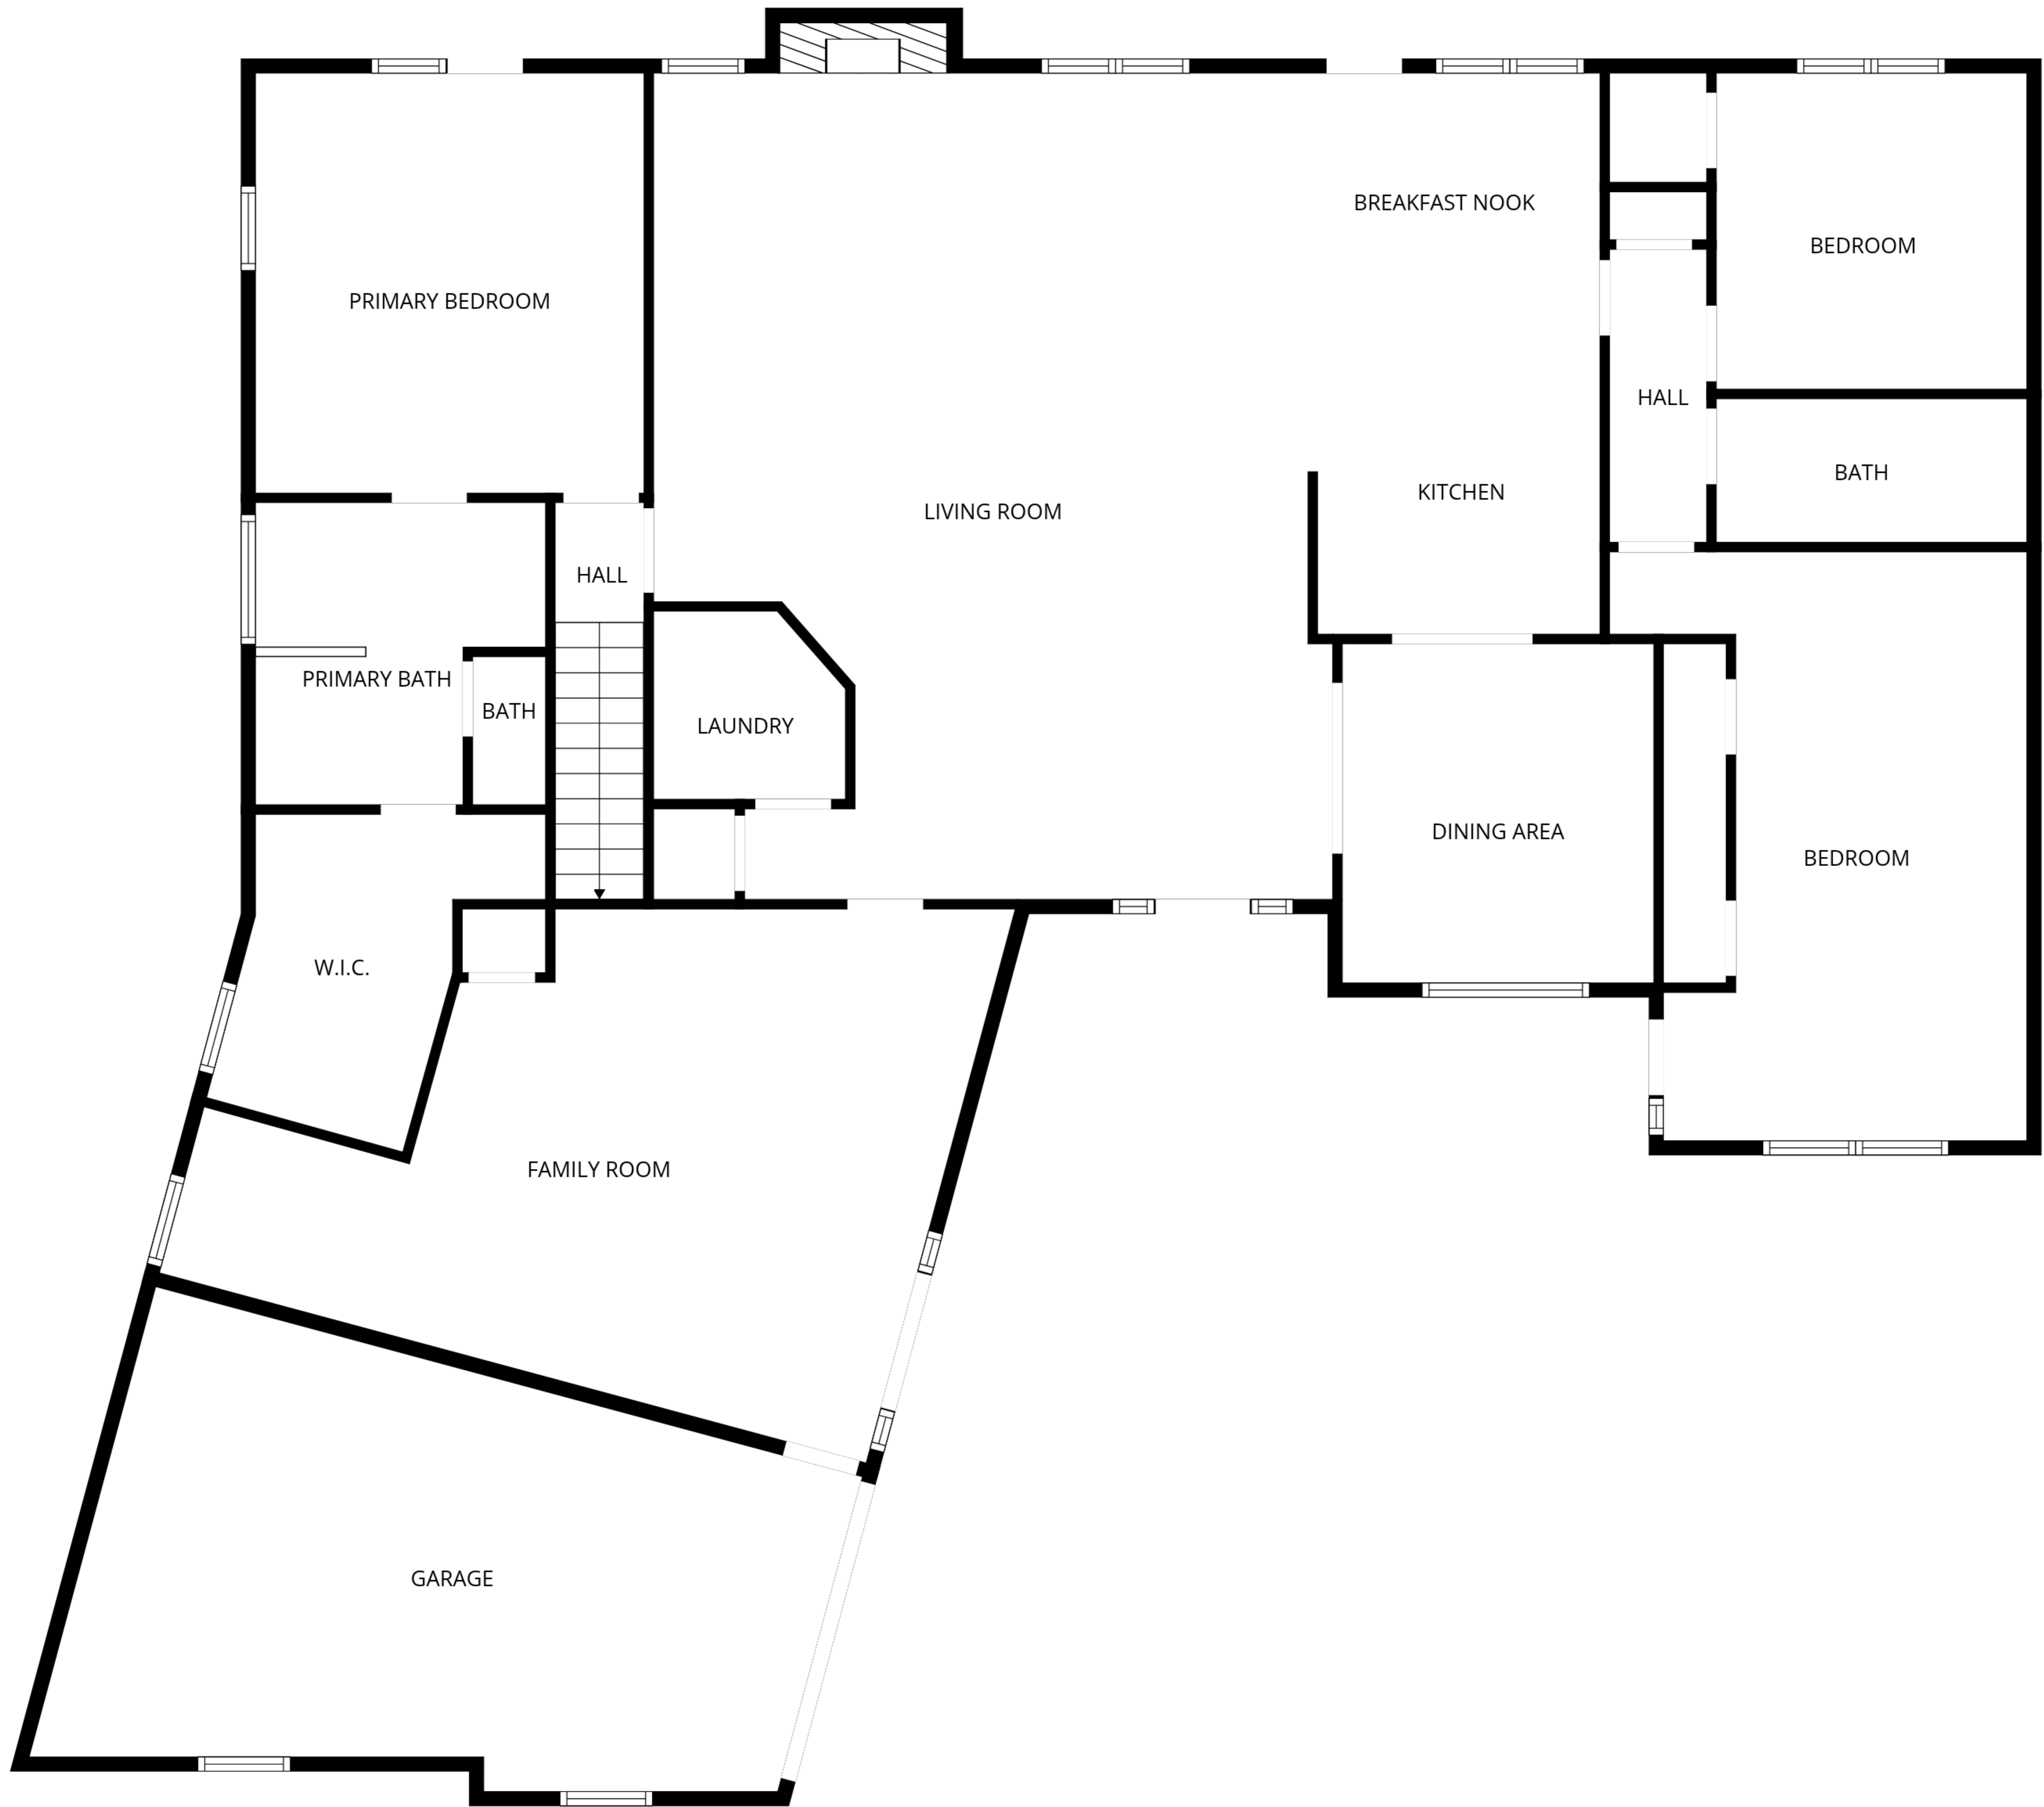 BREAKFAST NOOK
BEDROOM
PRIMARY BEDROOM
HALL
BATH
KITCHEN
LIVING ROOM
HALL
PRIMARY BATH
BATH
LAUNDRY
DINING AREA
BEDROOM
W.I.C.
FAMILY ROOM
GARAGE